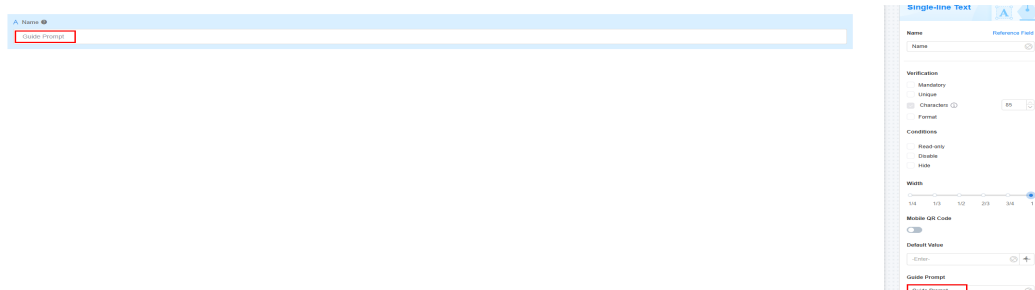 A Name
Guide Prompt
Single-line Text
A
Name Reference Field
Name
Verification
Mandatory
Unique
Characters 85
Format
Conditions
Read-only
Disable
Hide
Width
1/4 1/3 1/2 2/3 3/4 1
Mobile QR Code
Default Value
-Enter-
Guide Prompt
Guide Prompt